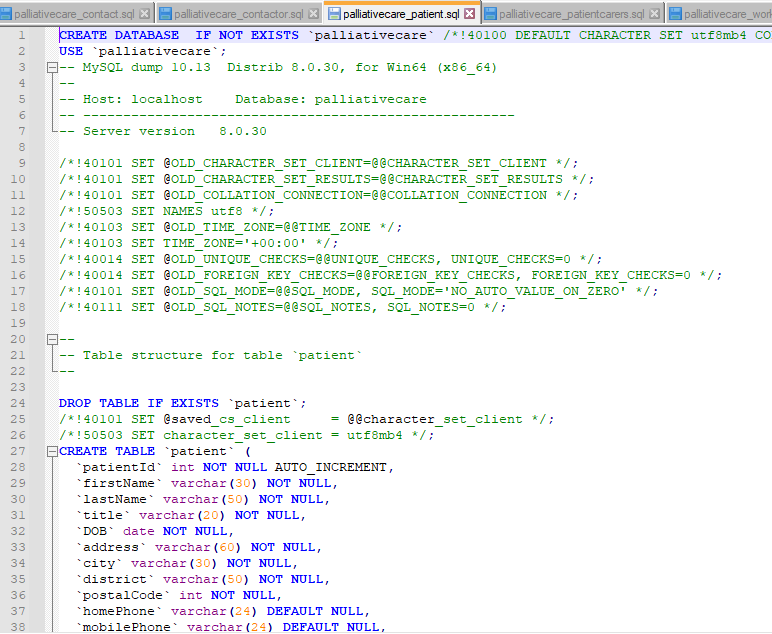 palliativecare_contact.sql palliativecare_contactor.sql palliativecare_patient.sql palliativecare_patientcarers.sql
1 CREATE DATABASE  IF NOT EXISTS `palliativecare` /*!40100 DEFAULT CHARACTER SET utf8mb4 CO
2 USE `palliativecare`;
3 -- MySQL dump 10.13  Distrib 8.0.30, for Win64 (x86_64)
4 --
5 -- Host: localhost    Database: palliativecare
6 -- ------------------------------------------------------
7 -- Server version	8.0.30
8
9 /*!40101 SET @OLD_CHARACTER_SET_CLIENT=@@CHARACTER_SET_CLIENT */;
10 /*!40101 SET @OLD_CHARACTER_SET_RESULTS=@@CHARACTER_SET_RESULTS */;
11 /*!40101 SET @OLD_COLLATION_CONNECTION=@@COLLATION_CONNECTION */;
12 /*!50503 SET NAMES utf8 */;
13 /*!40103 SET @OLD_TIME_ZONE=@@TIME_ZONE */;
14 /*!40103 SET TIME_ZONE='+00:00' */;
15 /*!40014 SET @OLD_UNIQUE_CHECKS=@@UNIQUE_CHECKS, UNIQUE_CHECKS=0 */;
16 /*!40014 SET @OLD_FOREIGN_KEY_CHECKS=@@FOREIGN_KEY_CHECKS, FOREIGN_KEY_CHECKS=0 */;
17 /*!40101 SET @OLD_SQL_MODE=@@SQL_MODE, SQL_MODE='NO_AUTO_VALUE_ON_ZERO' */;
18 /*!40111 SET @OLD_SQL_NOTES=@@SQL_NOTES, SQL_NOTES=0 */;
19
20 --
21 -- Table structure for table `patient`
22 --
23
24 DROP TABLE IF EXISTS `patient`;
25 /*!40101 SET @saved_cs_client     = @@character_set_client */;
26 /*!50503 SET character_set_client = utf8mb4 */;
27 CREATE TABLE `patient` (
28   `patientId` int NOT NULL AUTO_INCREMENT,
29   `firstName` varchar(30) NOT NULL,
30   `lastName` varchar(50) NOT NULL,
31   `title` varchar(20) NOT NULL,
32   `DOB` date NOT NULL,
33   `address` varchar(60) NOT NULL,
34   `city` varchar(30) NOT NULL,
35   `district` varchar(50) NOT NULL,
36   `postalCode` int NOT NULL,
37   `homePhone` varchar(24) DEFAULT NULL,
38   `mobilePhone` varchar(24) DEFAULT NULL,